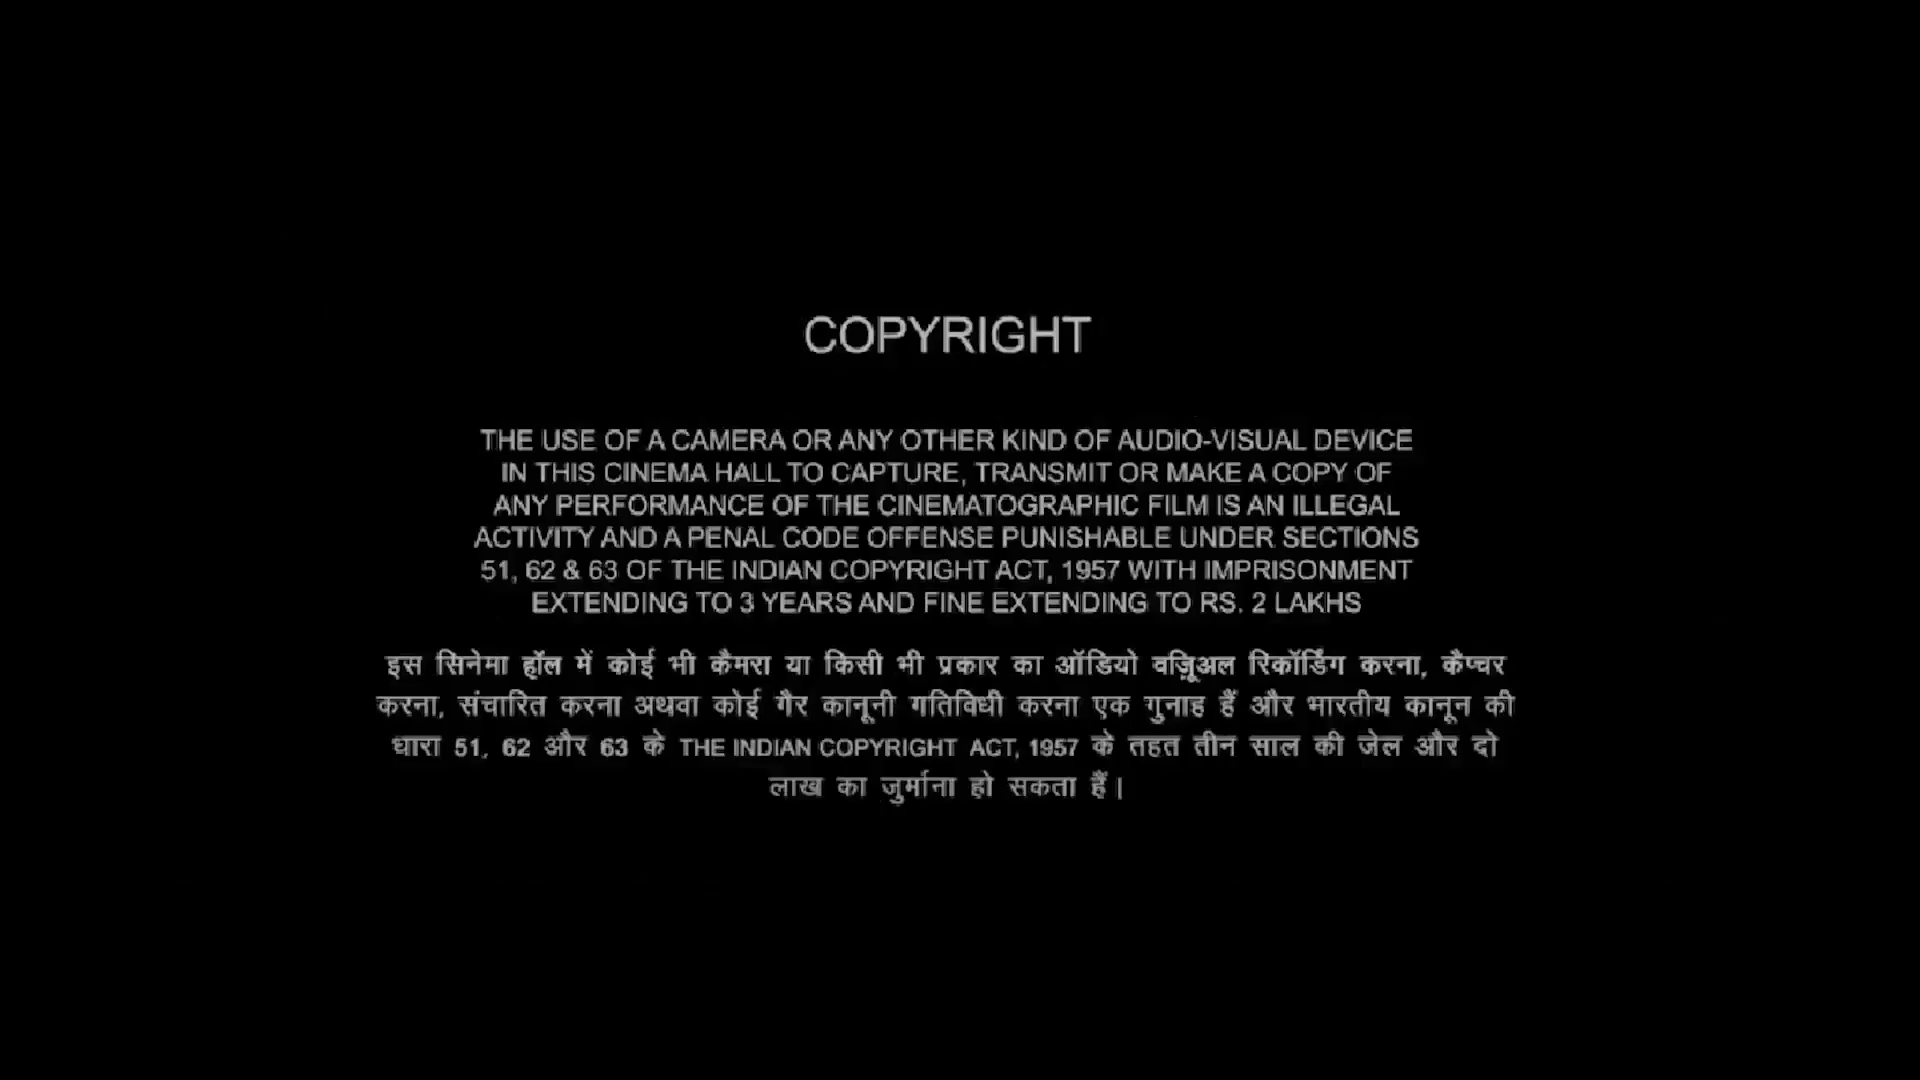 COPYRIGHT
THE USE OF A CAMERA OR ANY OTHER KIND OF AUDIO-VISUAL DEVICE
IN THIS CINEMA HALL TO CAPTURE, TRANSMIT OR MAKE A COPY OF
ANY PERFORMANCE OF THE CINEMATOGRAPHIC FILM IS AN ILLEGAL
ACTIVITY AND A PENAL CODE OFFENSE PUNISHABLE UNDER SECTIONS
51, 62 & 63 OF THE INDIAN COPYRIGHT ACT, 1957 WITH IMPRISONMENT
EXTENDING TO 3 YEARS AND FINE EXTENDING TO RS. 2 LAKHS
इस सिनेमा हॉल में कोई भी कैमरा या किसी भी प्रकार का ऑडियो वज़िुअल रिकॉर्डिंग करना, कैप्चर
करना, संचारित करना अथवा कोई गैर कानूनी गतिविधी करना एक गुनाह हैं और भारतीय कानून की
धारा 51, 62 और 63 के THE INDIAN COPYRIGHT ACT, 1957 के तहत तीन साल की जेल और दो
लाख का जुर्माना हो सकता हैं।